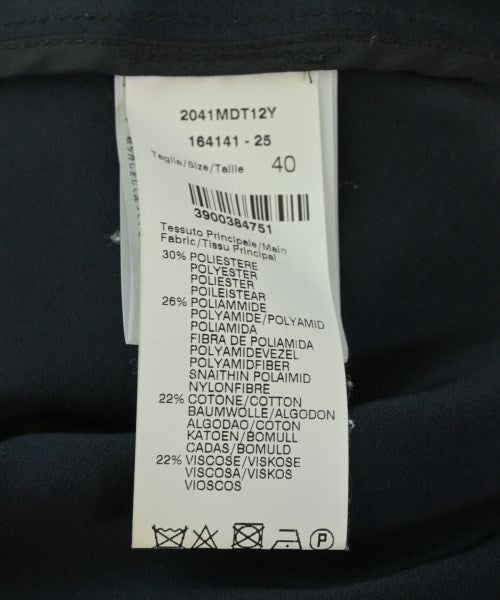 2041MDT12Y
164141 - 25
Taglia/Size/Taille 40
3900384751
Tessuto Principale/Main
Fabric/Tissu Principal
30% POLIESTERE
POLYESTER
POLIESTER
POILEISTEAR
26% POLIAMMIDE
POLYAMIDE/POLYAMID
POLIAMIDA
FIBRA DE POLIAMIDA
POLYAMIDEVEZEL
POLYAMIDFIBER
SNAITHIN POLAIMID
NYLONFIBRE
22% COTONE/COTTON
BAUMWOLLE/ALGODON
ALGODAO/COTON
KATOEN/BOMULL
CADAS/BOMULD
22% VISCOSE/VISKOSE
VISCOSA/VISKOS
VIOSCOS
P